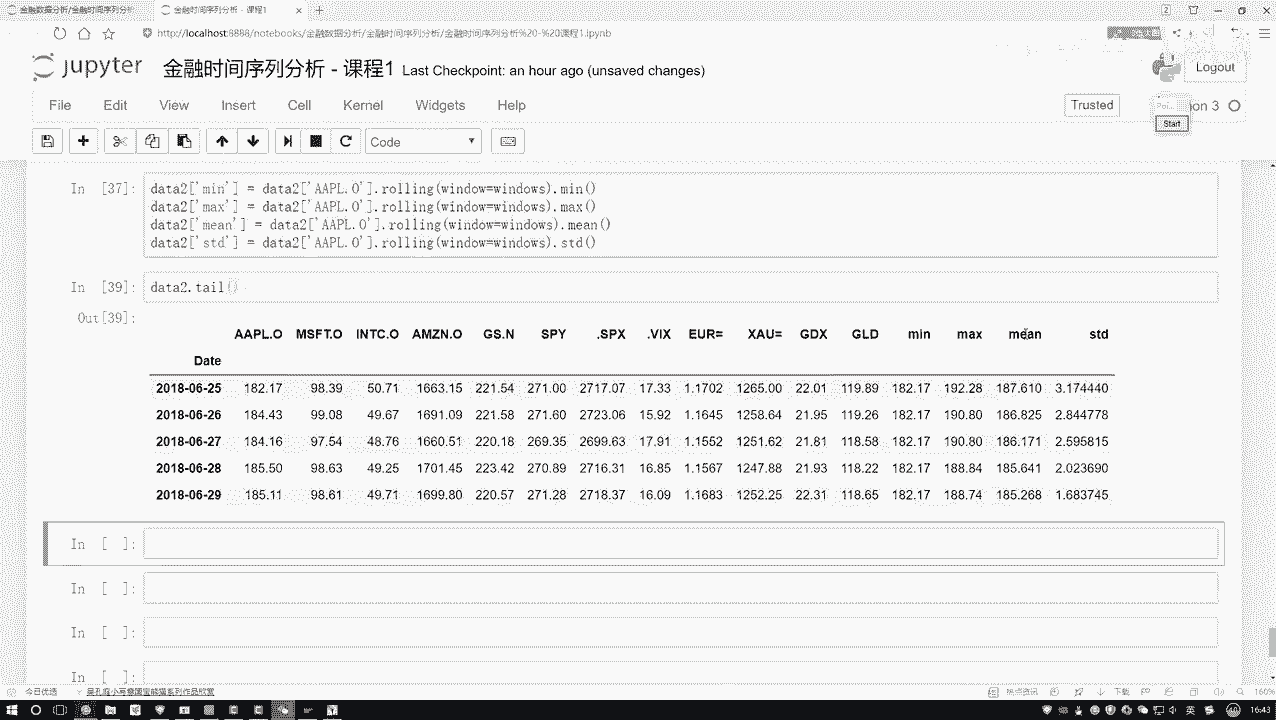 金融数据分析/金融时间序列分析
金融时间序列分析 - 课程1
http://localhost:8888/notebooks/金融数据分析/金融时间序列分析/金融时间序列分析%20-%20课程1.ipynb
jupyter 金融时间序列分析 - 课程1 Last Checkpoint: an hour ago (unsaved changes)
Logout
File Edit View Insert Cell Kernel Widgets Help
Trusted
on 3
Start
Code
In [37]:
data2['min'] = data2['AAPL.O'].rolling(window=windows).min()
data2['max'] = data2['AAPL.O'].rolling(window=windows).max()
data2['mean'] = data2['AAPL.O'].rolling(window=windows).mean()
data2['std'] = data2['AAPL.O'].rolling(window=windows).std()
In [39]: data2.tail()
Out[39]:
AAPL.O MSFT.O INTC.O AMZN.O GS.N SPY .SPX .VIX EUR= XAU= GDX GLD min max mean std
Date
2018-06-25 182.17 98.39 50.71 1663.15 221.54 271.00 2717.07 17.33 1.1702 1265.00 22.01 119.89 182.17 192.28 187.610 3.174440
2018-06-26 184.43 99.08 49.67 1691.09 221.58 271.60 2723.06 15.92 1.1645 1258.64 21.95 119.26 182.17 190.80 186.825 2.844778
2018-06-27 184.16 97.54 48.76 1660.51 220.18 269.35 2699.63 17.91 1.1552 1251.62 21.81 118.58 182.17 190.80 186.171 2.595815
2018-06-28 185.50 98.63 49.25 1701.45 223.42 270.89 2716.31 16.85 1.1567 1247.88 21.93 118.22 182.17 188.84 185.641 2.023690
2018-06-29 185.11 98.61 49.71 1699.80 220.57 271.28 2718.37 16.09 1.1683 1252.25 22.31 118.65 182.17 188.74 185.268 1.683745
In [ ]:
In [ ]:
In [ ]:
In [ ]:
今日优选
热点资讯
下载
160%
英
16:43